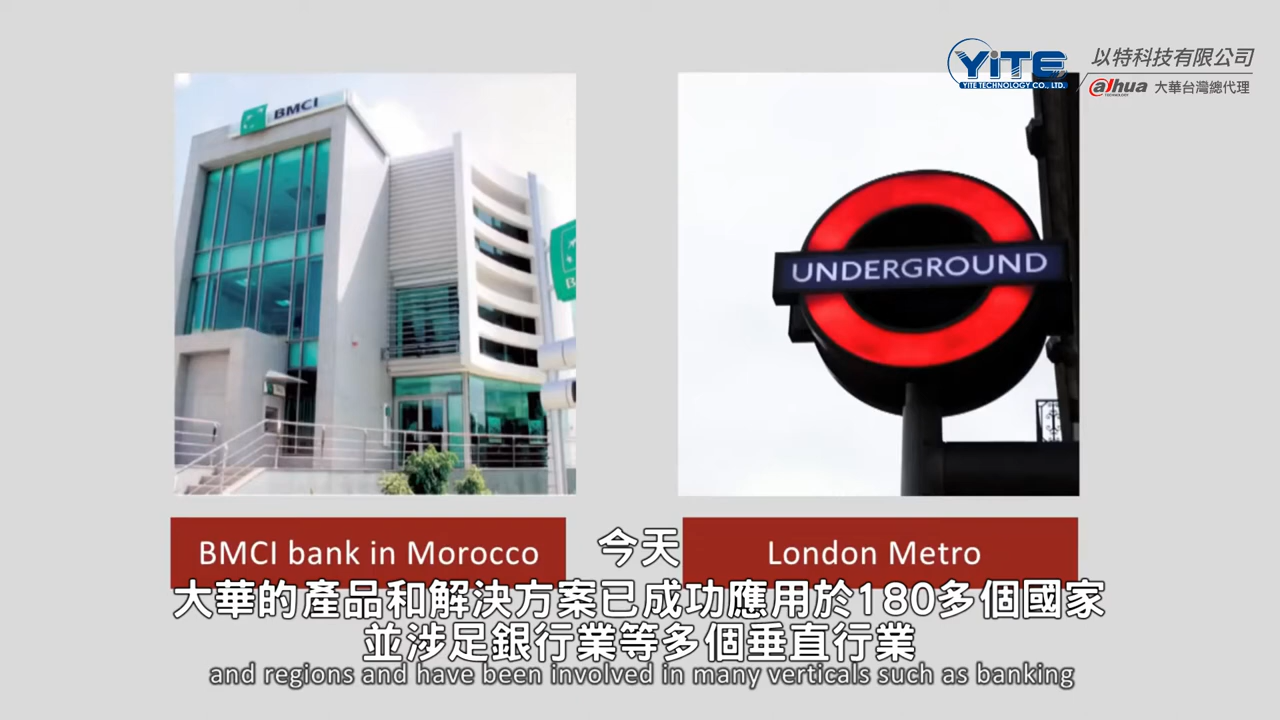 YiTE
YITE TECHNOLOGY CO., LTD.
以特科技有限公司
alhua
TECHNOLOGY
大華台灣總代理
BMCI
UNDERGROUND
BMCI bank in Morocco
London Metro
今天
大華的產品和解決方案已成功應用於180多個國家
並涉足銀行業等多個垂直行業
and regions and have been involved in many verticals such as banking